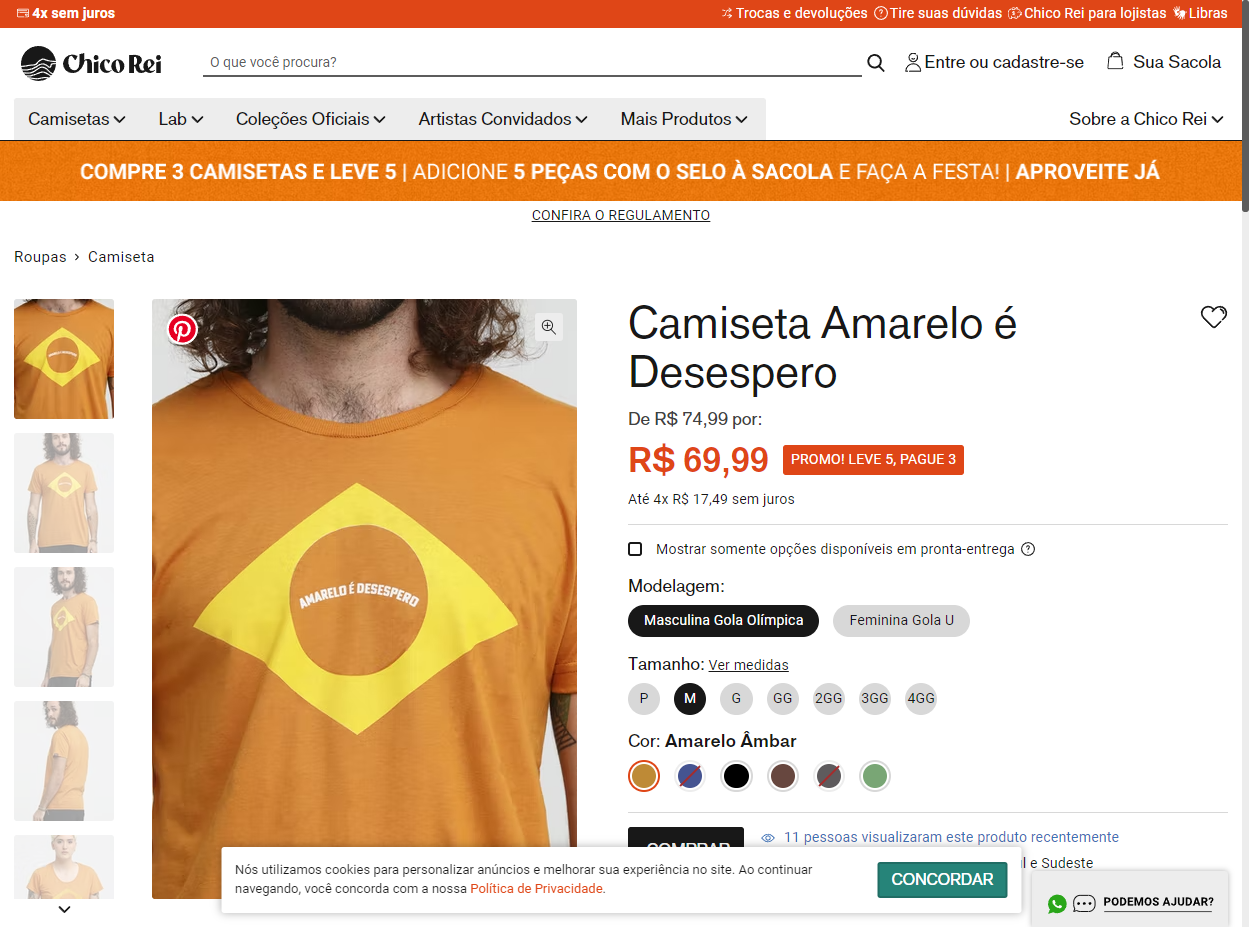 4x sem juros
Trocas e devoluções
Tire suas dúvidas
Chico Rei para lojistas
Libras
Chico Rei
O que você procura?
Entre ou cadastre-se
Sua Sacola
Camisetas
Lab
Coleções Oficiais
Artistas Convidados
Mais Produtos
Sobre a Chico Rei
COMPRE 3 CAMISETAS E LEVE 5 | ADICIONE 5 PEÇAS COM O SELO À SACOLA E FAÇA A FESTA! | APROVEITE JÁ
CONFIRA O REGULAMENTO
Roupas › Camiseta
AMARELO É DESESPERO
Camiseta Amarelo é
Desespero
De R$ 74,99 por:
R$ 69,99
PROMO! LEVE 5, PAGUE 3
Até 4x R$ 17,49 sem juros
Mostrar somente opções disponíveis em pronta-entrega
Modelagem:
Masculina Gola Olímpica
Feminina Gola U
Tamanho: Ver medidas
P M G GG 2GG 3GG 4GG
Cor: Amarelo Âmbar
COMPRAR
11 pessoas visualizaram este produto recentemente
e Sudeste
Nós utilizamos cookies para personalizar anúncios e melhorar sua experiência no site. Ao continuar
navegando, você concorda com a nossa Política de Privacidade.
CONCORDAR
PODEMOS AJUDAR?